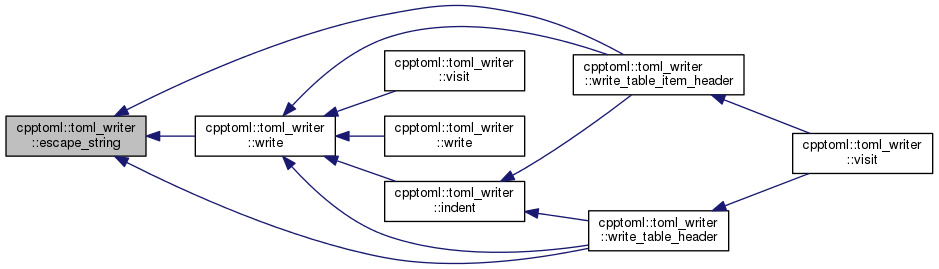 cpptoml::toml_writer
::escape_string
cpptoml::toml_writer
::write
cpptoml::toml_writer
::visit
cpptoml::toml_writer
::write
cpptoml::toml_writer
::indent
cpptoml::toml_writer
::write_table_item_header
cpptoml::toml_writer
::write_table_header
cpptoml::toml_writer
::visit